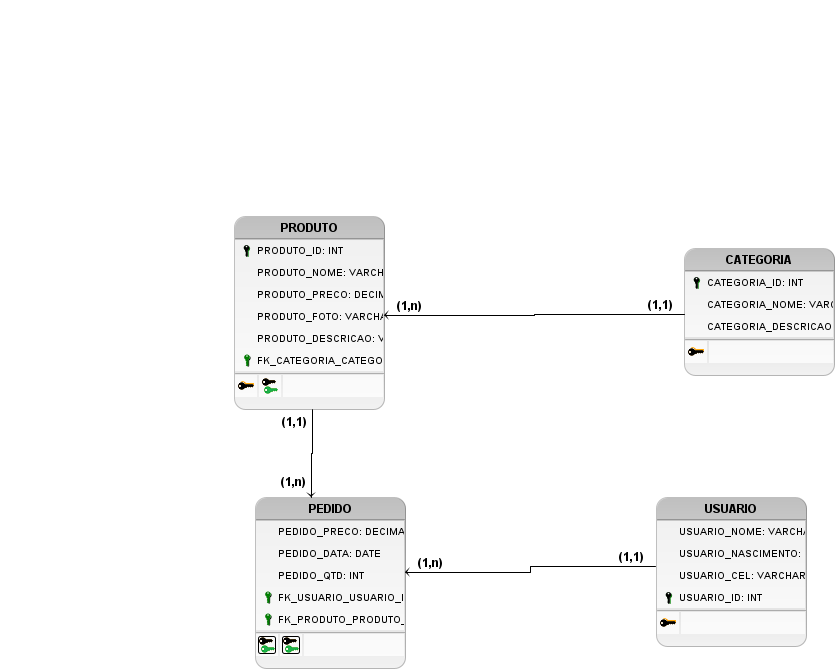 PRODUTO
PRODUTO_ID: INT
PRODUTO_NOME: VARCH
PRODUTO_PRECO: DECIM
PRODUTO_FOTO: VARCHA
PRODUTO_DESCRICAO: V
FK_CATEGORIA_CATEGO
(1,n)
(1,1)
CATEGORIA
CATEGORIA_ID: INT
CATEGORIA_NOME: VARC
CATEGORIA_DESCRICAO
(1,1)
(1,n)
PEDIDO
PEDIDO_PRECO: DECIMA
PEDIDO_DATA: DATE
PEDIDO_QTD: INT
FK_USUARIO_USUARIO_I
FK_PRODUTO_PRODUTO_
(1,n)
(1,1)
USUARIO
USUARIO_NOME: VARCHA
USUARIO_NASCIMENTO:
USUARIO_CEL: VARCHAR
USUARIO_ID: INT